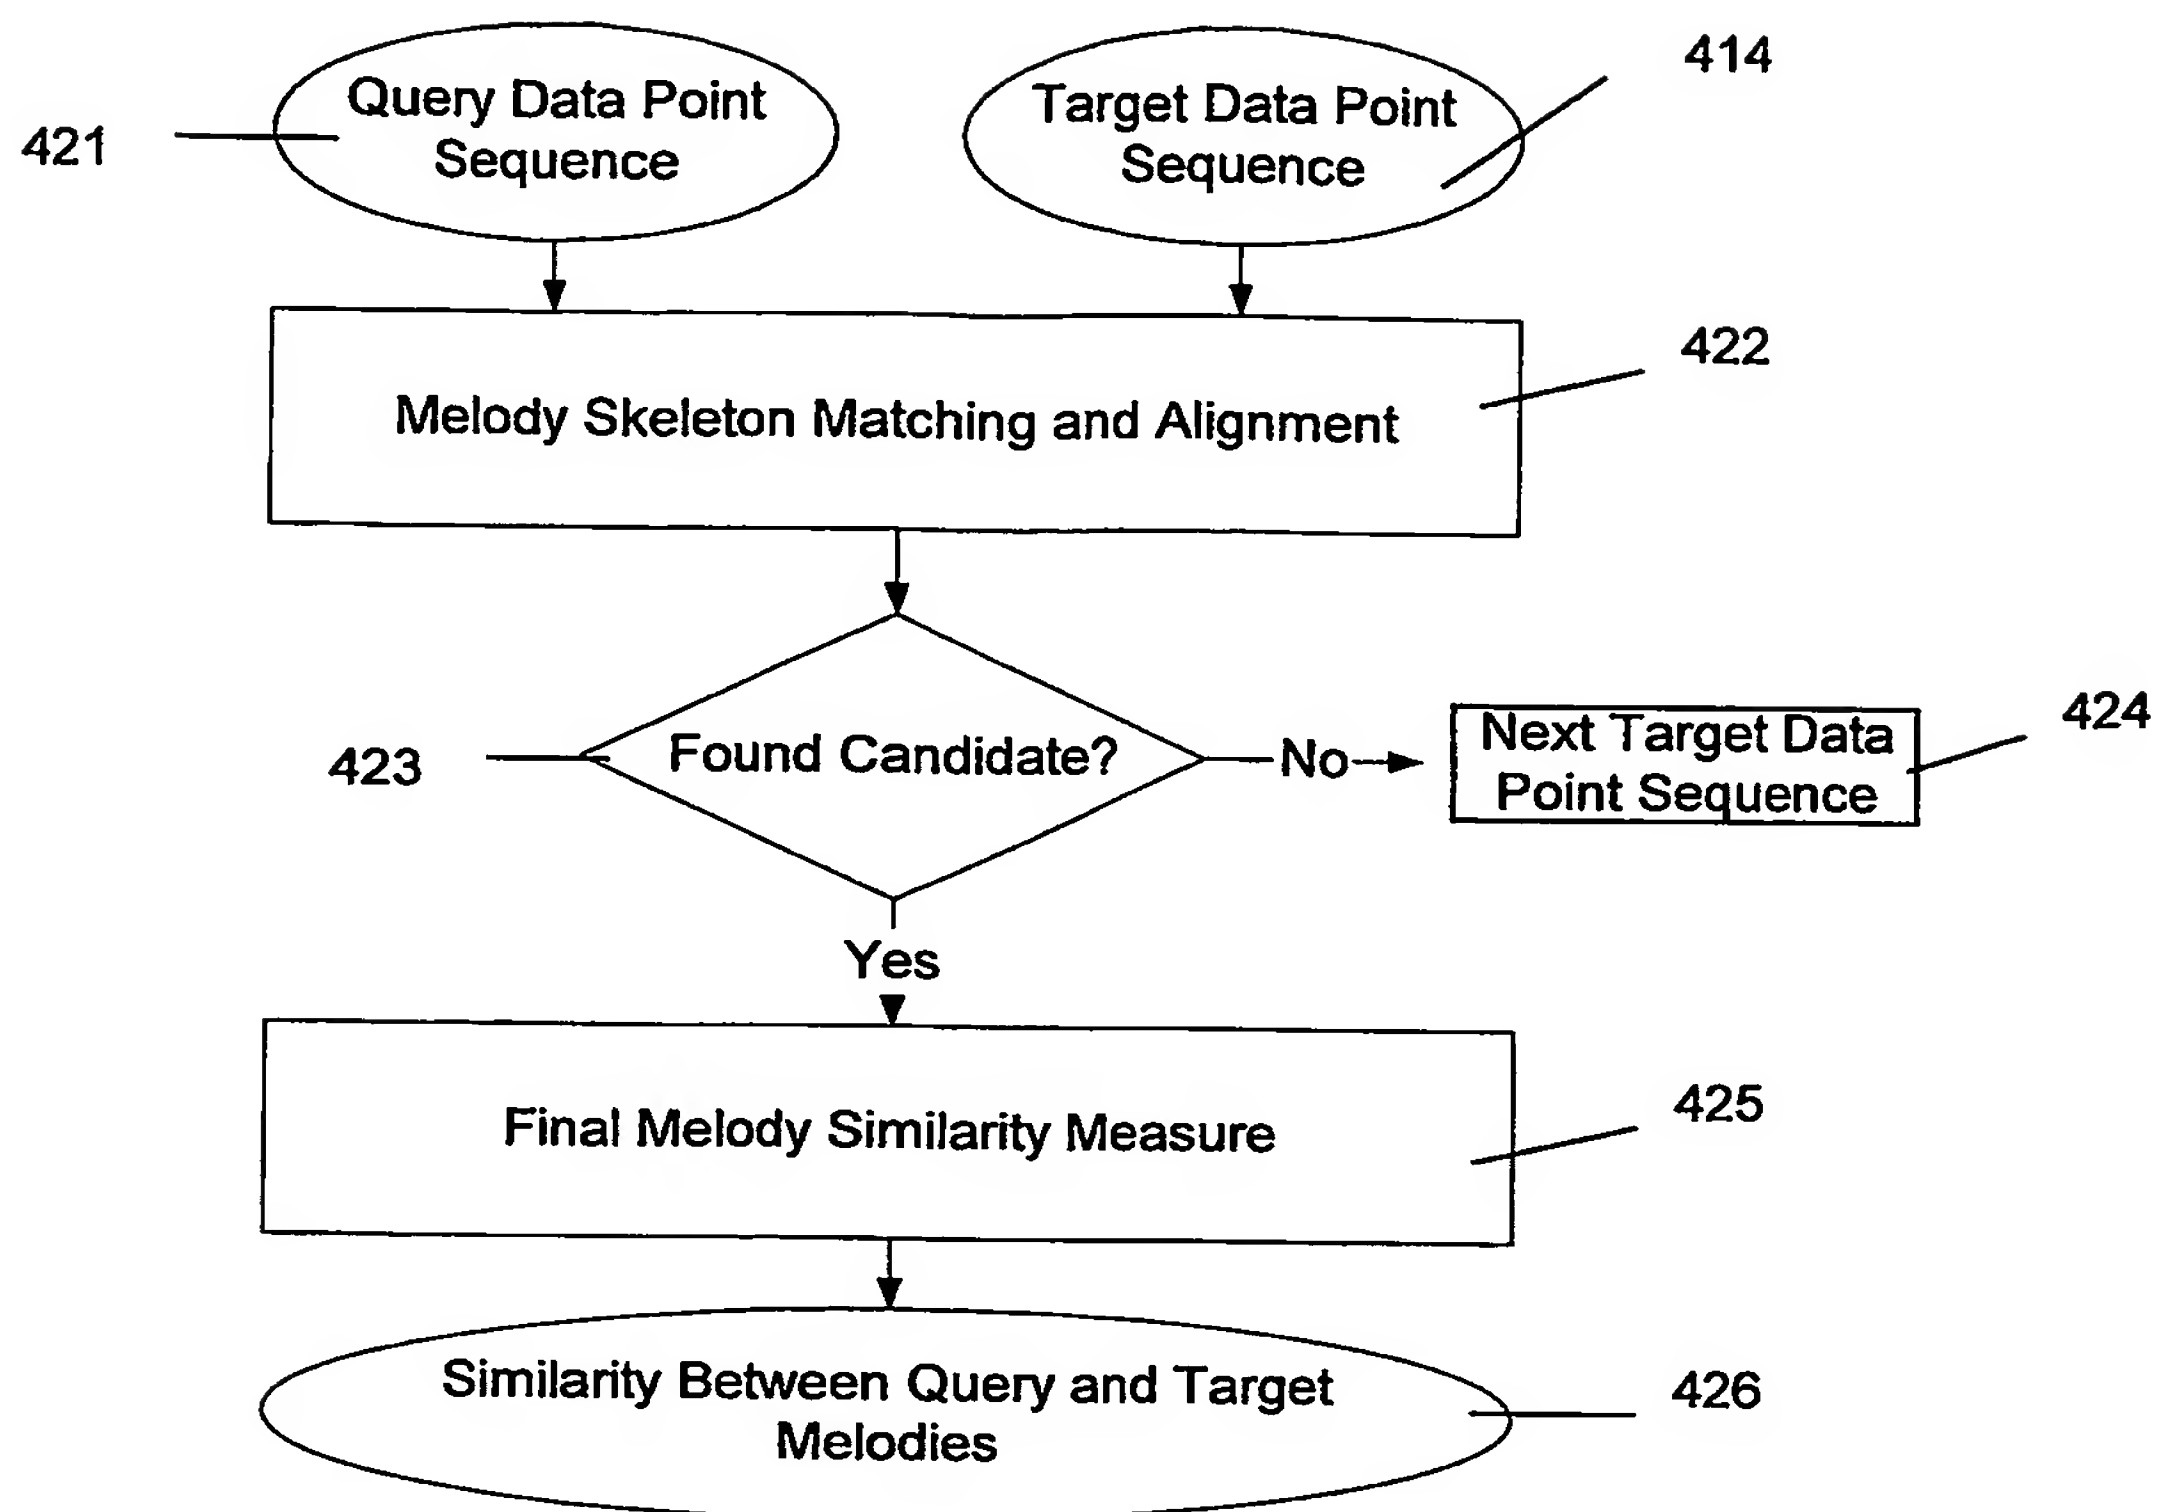 Query Data Point
Sequence
421
Target Data Point
Sequence
414
Melody Skeleton Matching and Alignment
422
Found Candidate?
423
No
Next Target Data
Point Sequence
424
Yes
Final Melody Similarity Measure
425
Similarity Between Query and Target
Melodies
426